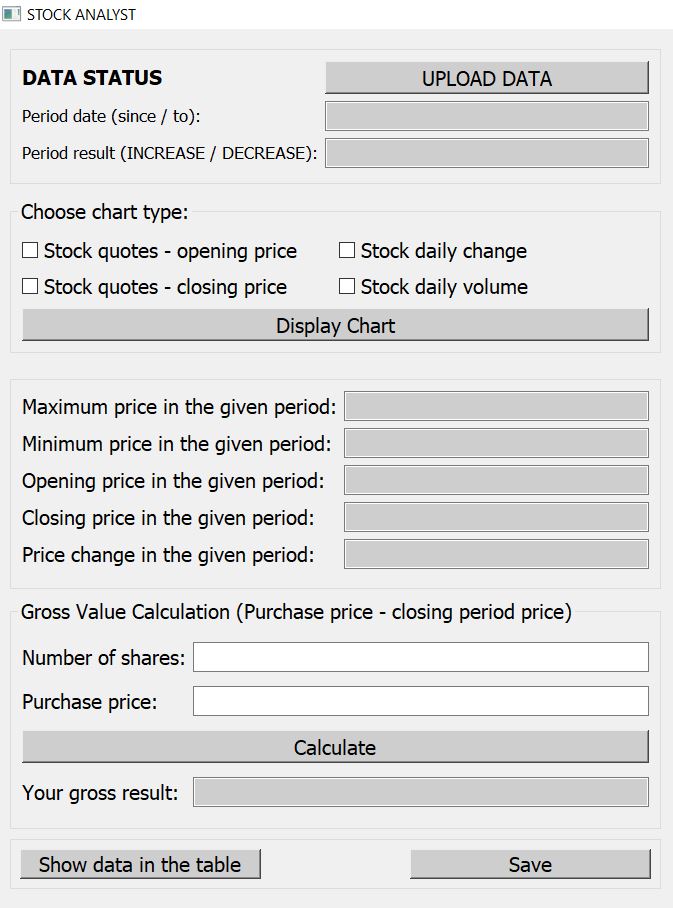 STOCK ANALYST
DATA STATUS UPLOAD DATA
Period date (since / to):
Period result (INCREASE / DECREASE):
Choose chart type:
Stock quotes - opening price Stock daily change
Stock quotes - closing price Stock daily volume
Display Chart
Maximum price in the given period:
Minimum price in the given period:
Opening price in the given period:
Closing price in the given period:
Price change in the given period:
Gross Value Calculation (Purchase price - closing period price)
Number of shares:
Purchase price:
Calculate
Your gross result:
Show data in the table Save